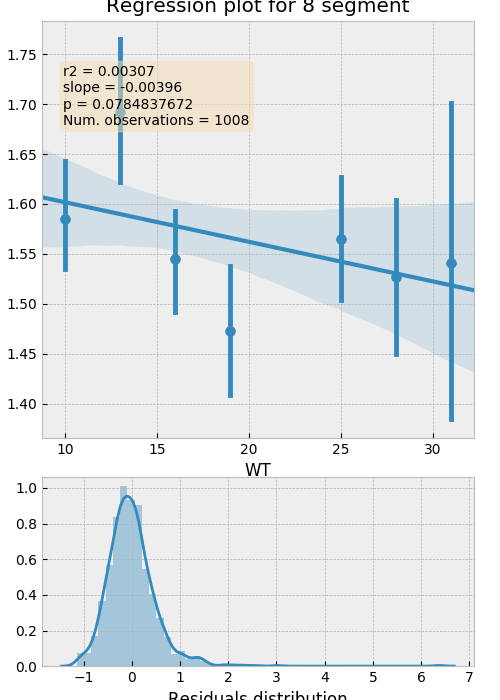 Regression plot for 8 segment
1.75
1.70
1.65
1.60
1.55
1.50
1.45
1.40
r2 = 0.00307
slope = -0.00396
p = 0.0784837672
Num. observations = 1008
10 15 20 25 30
WT
1.0
0.8
0.6
0.4
0.2
0.0
−1 0 1 2 3 4 5 6 7
Residuals distribution